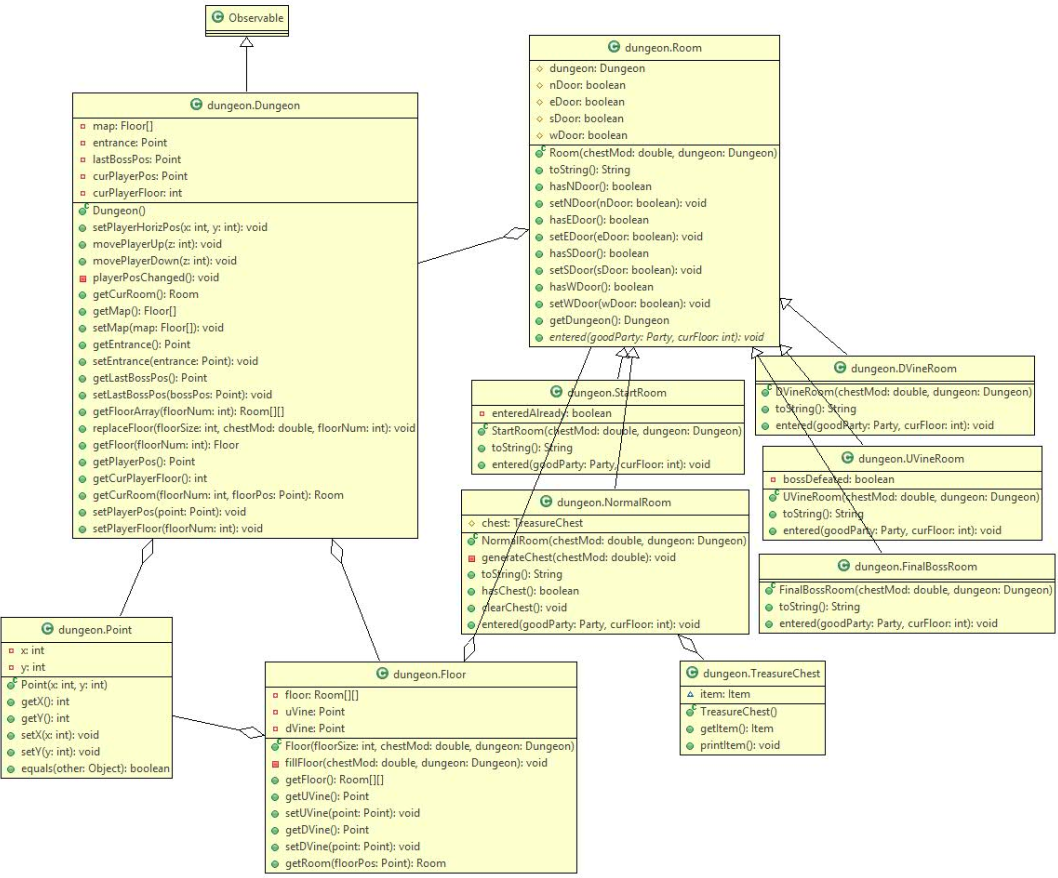 Observable
dungeon.Dungeon
map: Floor[]
entrance: Point
lastBossPos: Point
curPlayerPos: Point
curPlayerFloor: int
Dungeon()
setPlayerHorizPos(x: int, y: int): void
movePlayerUp(z: int): void
movePlayerDown(z: int): void
playerPosChanged(): void
getCurRoom(): Room
getMap(): Floor[]
setMap(map: Floor[]): void
getEntrance(): Point
setEntrance(entrance: Point): void
getLastBossPos(): Point
setLastBossPos(bossPos: Point): void
getFloorArray(floorNum: int): Room[][]
replaceFloor(floorSize: int, chestMod: double, floorNum: int): void
getFloor(floorNum: int): Floor
getPlayerPos(): Point
getCurPlayerFloor(): int
getCurRoom(floorNum: int, floorPos: Point): Room
setPlayerPos(point: Point): void
setPlayerFloor(floorNum: int): void
dungeon.Room
dungeon: Dungeon
nDoor: boolean
eDoor: boolean
sDoor: boolean
wDoor: boolean
Room(chestMod: double, dungeon: Dungeon)
toString(): String
hasNDoor(): boolean
setNDoor(nDoor: boolean): void
hasEDoor(): boolean
setEDoor(eDoor: boolean): void
hasSDoor(): boolean
setSDoor(sDoor: boolean): void
hasWDoor(): boolean
setWDoor(wDoor: boolean): void
getDungeon(): Dungeon
entered(goodParty: Party, curFloor: int): void
dungeon.StartRoom
enteredAlready: boolean
StartRoom(chestMod: double, dungeon: Dungeon)
toString(): String
entered(goodParty: Party, curFloor: int): void
dungeon.DVineRoom
DVineRoom(chestMod: double, dungeon: Dungeon)
toString(): String
entered(goodParty: Party, curFloor: int): void
dungeon.UVineRoom
bossDefeated: boolean
UVineRoom(chestMod: double, dungeon: Dungeon)
toString(): String
entered(goodParty: Party, curFloor: int): void
dungeon.NormalRoom
chest: TreasureChest
NormalRoom(chestMod: double, dungeon: Dungeon)
generateChest(chestMod: double): void
toString(): String
hasChest(): boolean
clearChest(): void
entered(goodParty: Party, curFloor: int): void
dungeon.FinalBossRoom
FinalBossRoom(chestMod: double, dungeon: Dungeon)
toString(): String
entered(goodParty: Party, curFloor: int): void
dungeon.Point
x: int
y: int
Point(x: int, y: int)
getX(): int
getY(): int
setX(x: int): void
setY(y: int): void
equals(other: Object): boolean
dungeon.Floor
floor: Room[][]
uVine: Point
dVine: Point
Floor(floorSize: int, chestMod: double, dungeon: Dungeon)
fillFloor(chestMod: double, dungeon: Dungeon): void
getFloor(): Room[][]
getUVine(): Point
setUVine(point: Point): void
getDVine(): Point
setDVine(point: Point): void
getRoom(floorPos: Point): Room
dungeon.TreasureChest
item: Item
TreasureChest()
getItem(): Item
printItem(): void